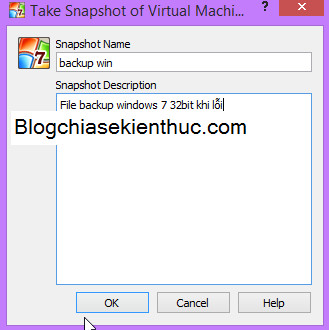 Take Snapshot of Virtual Machi...
?
7
Snapshot Name
backup win
Snapshot Description
File backup windows 7 32bit khi lỗi
Blogchiasekienthuc.com
OK
Cancel
Help